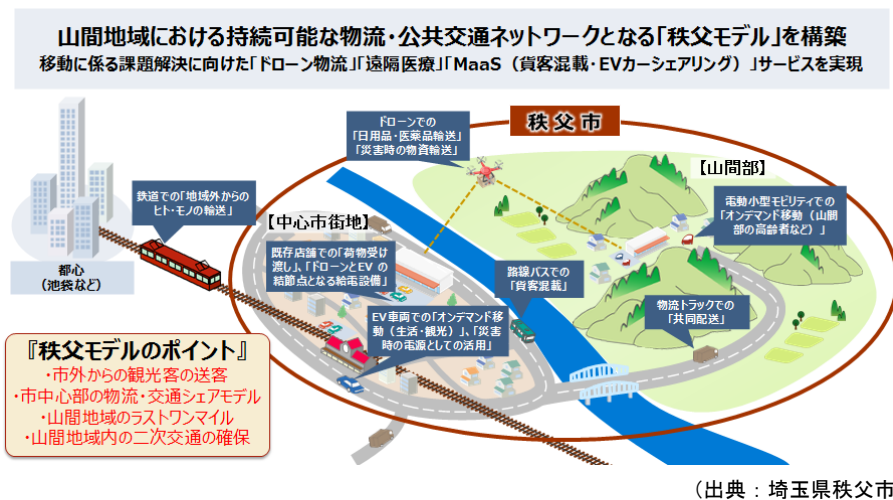 山間地域における持続可能な物流・公共交通ネットワークとなる「秩父モデル」を構築
移動に係る課題解決に向けた「ドローン物流」「遠隔医療」「MaaS（貨客混載・EVカーシェアリング）」サービスを実現
ドローンでの
「日用品・医薬品輸送」
「災害時の物資輸送」
秩父市
【山間部】
鉄道での「地域外からの
ヒト・モノの輸送」
電動小型モビリティでの
「オンデマンド移動（山間
部の高齢者など）」
【中心市街地】
既存店舗での「荷物受け
渡し」、「ドローンとEVの
結節点となる給電設備」
都心
（池袋など）
路線バスでの
「貨客混載」
物流トラックでの
「共同配送」
EV車両での「オンデマンド移
動（生活・観光）」、「災害
時の電源としての活用」
『秩父モデルのポイント』
・市外からの観光客の送客
・市中心部の物流・交通シェアモデル
・山間地域のラストワンマイル
・山間地域内の二次交通の確保
（出典：埼玉県秩父市